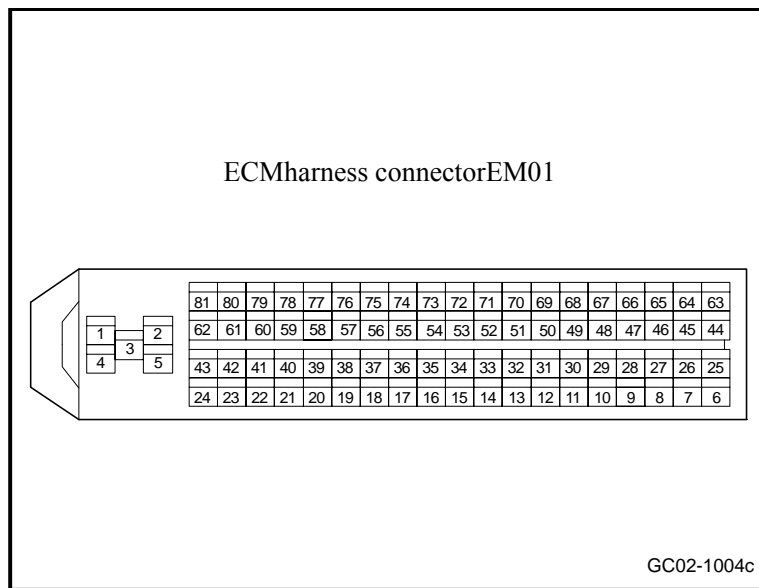 ECMharness connectorEM01
81 80 79 78 77 76 75 74 73 72 71 70 69 68 67 66 65 64 63
1 2 62 61 60 59 58 57 56 55 54 53 52 51 50 49 48 47 46 45 44
3
4 5 43 42 41 40 39 38 37 36 35 34 33 32 31 30 29 28 27 26 25
24 23 22 21 20 19 18 17 16 15 14 13 12 11 10 9 8 7 6
GC02-1004c